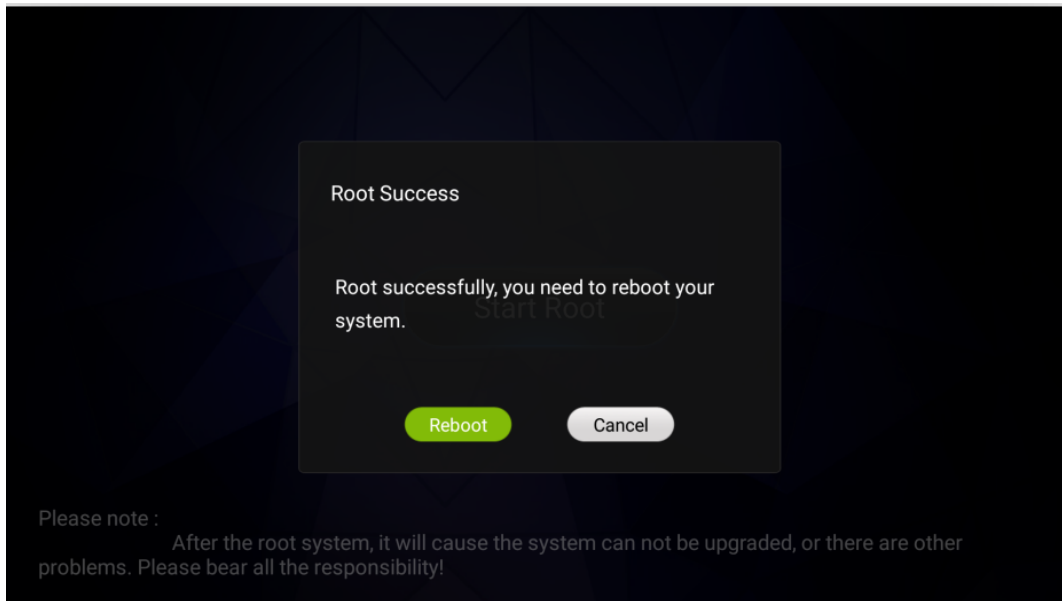 Root Success
Root successfully, you need to reboot your
system.
Start Root
Reboot
Cancel
Please note :
After the root system, it will cause the system can not be upgraded, or there are other
problems. Please bear all the responsibility!